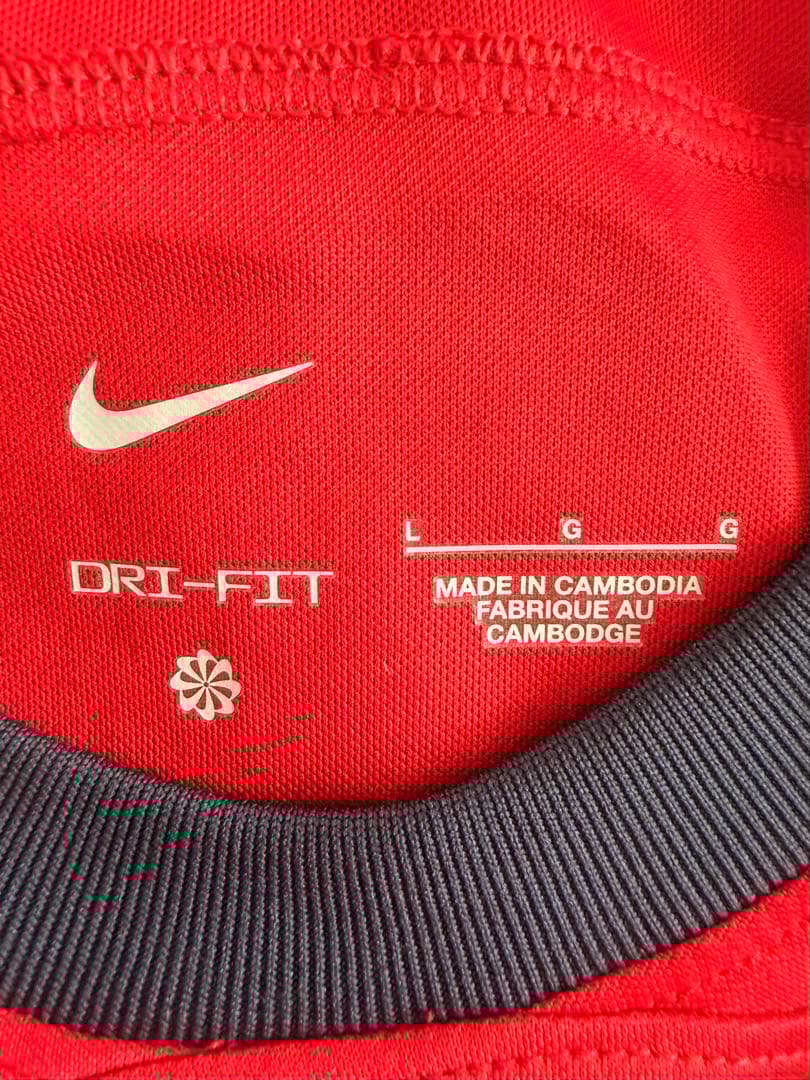 L G G
DRI-FIT
MADE IN CAMBODIA
FABRIQUE AU
CAMBODGE